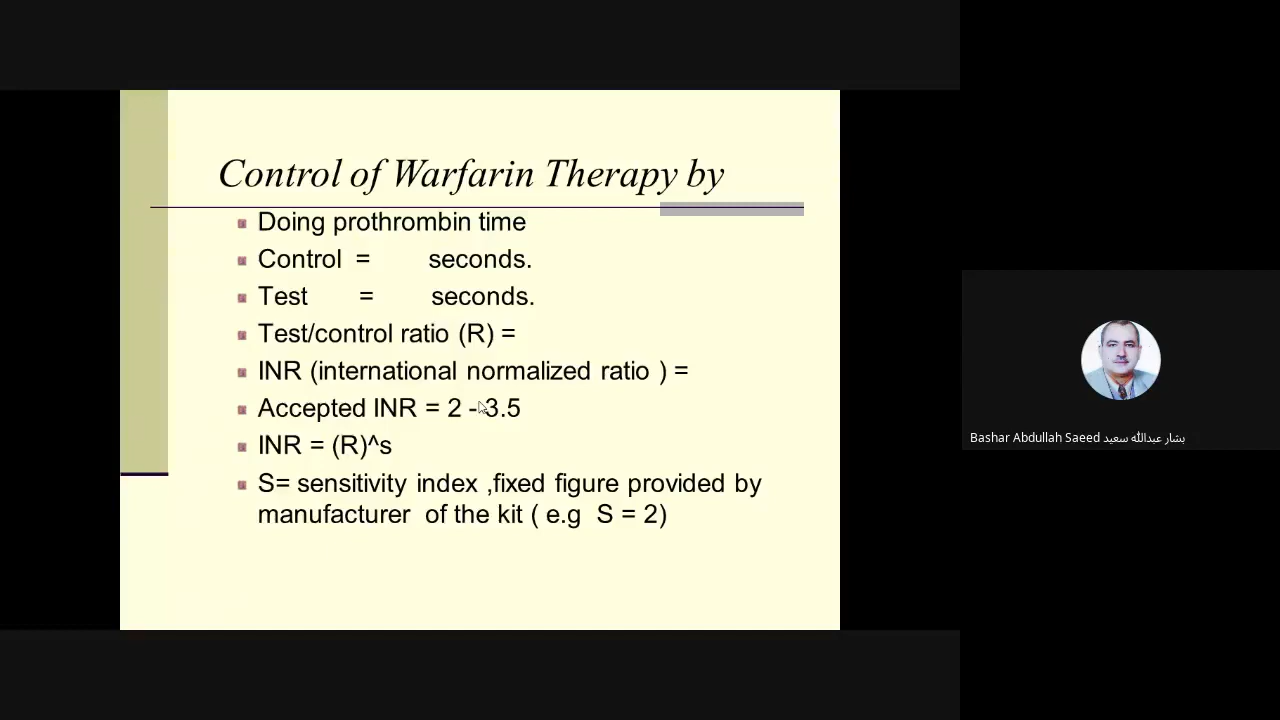 Control of Warfarin Therapy by
Doing prothrombin time
Control = seconds.
Test = seconds.
Test/control ratio (R) =
INR (international normalized ratio ) =
Accepted INR = 2 - 3.5
INR = (R)^s
S= sensitivity index ,fixed figure provided by
manufacturer of the kit ( e.g S = 2)
Bashar Abdullah Saeed بشار عبدالله سعيد